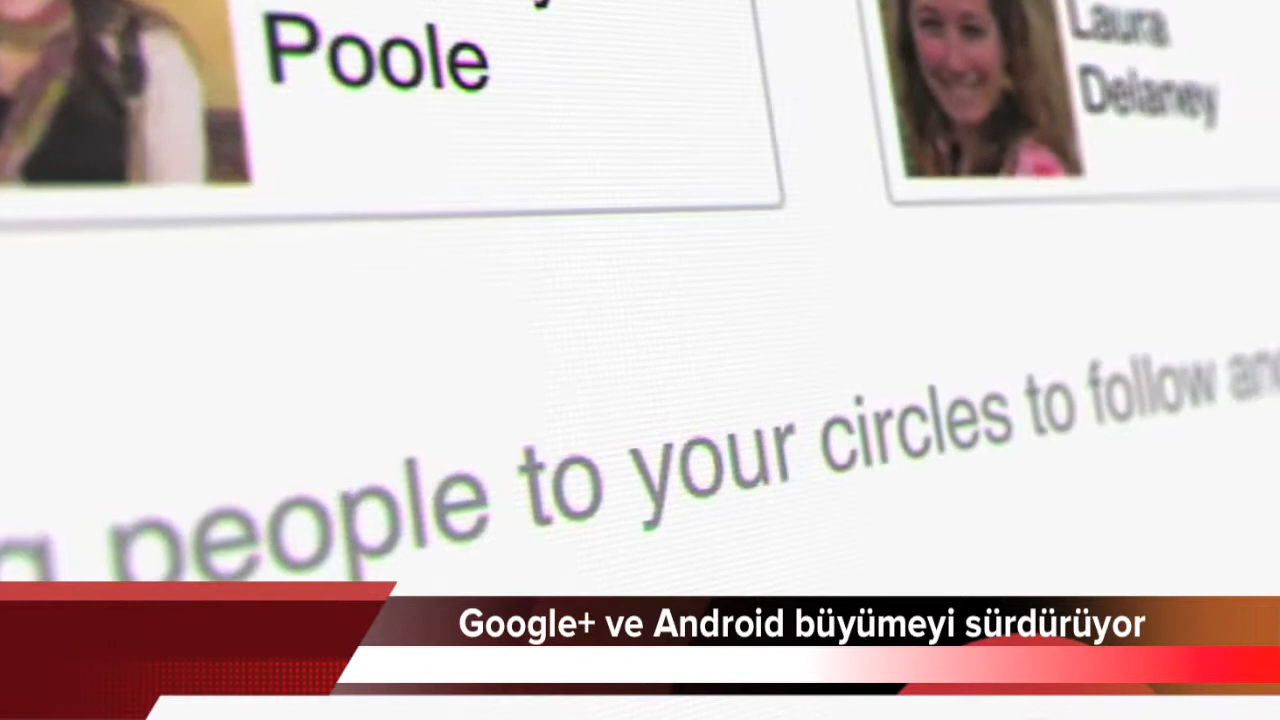 Poole
Laura
Delaney
people to your circles to follow
Google+ ve Android büyümeyi sürdürüyor